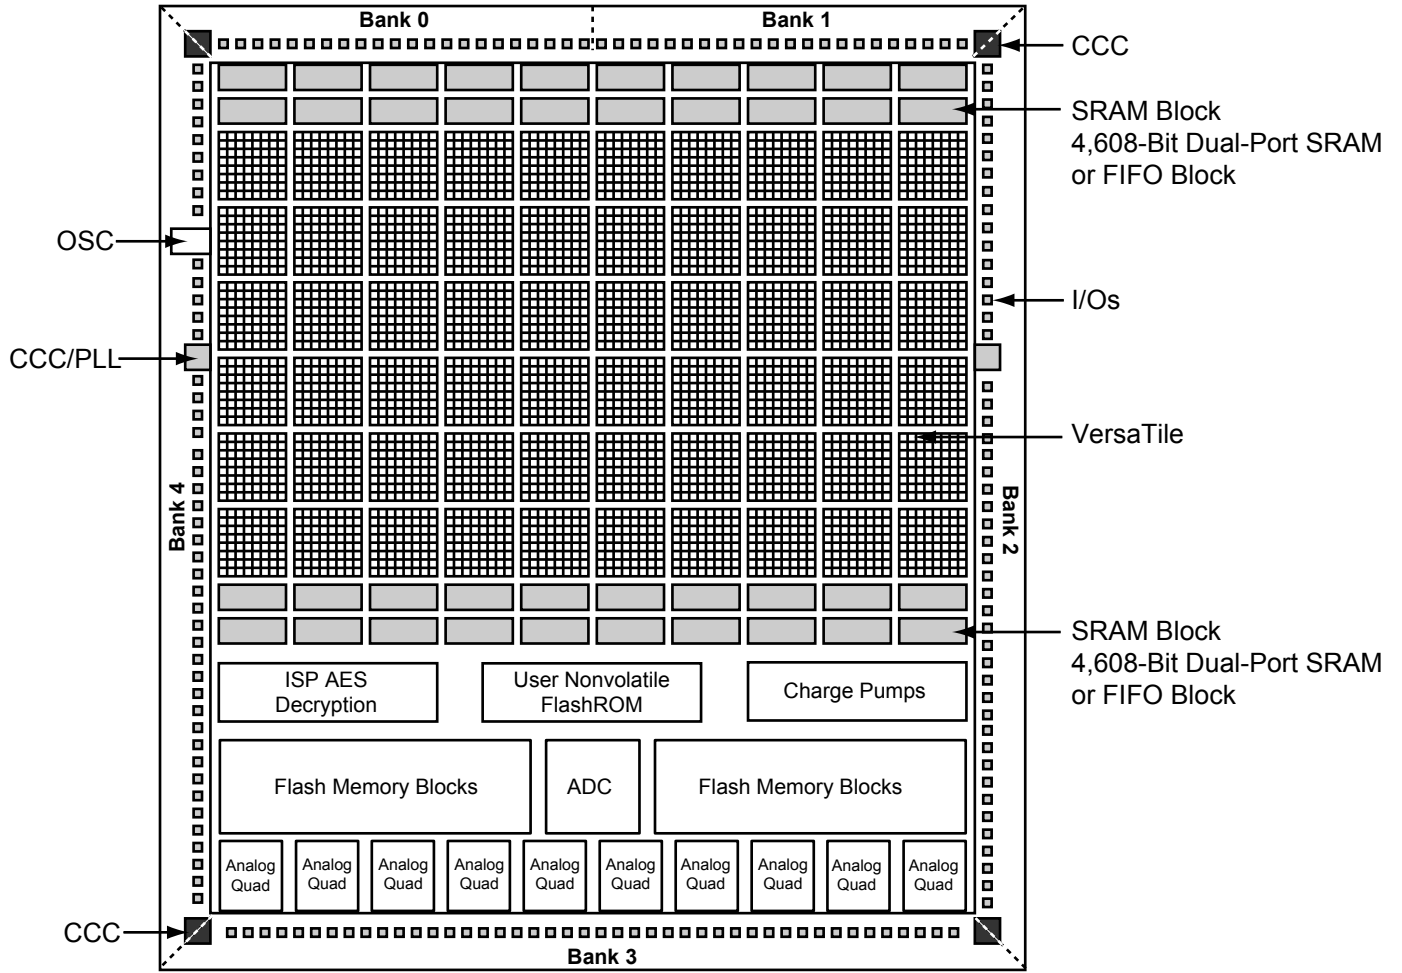 Bank 0
Bank 1
CCC
SRAM Block
4,608-Bit Dual-Port SRAM
or FIFO Block
OSC
I/Os
CCC/PLL
VersaTile
Bank 4
Bank 2
SRAM Block
4,608-Bit Dual-Port SRAM
or FIFO Block
ISP AES
Decryption
User Nonvolatile
FlashROM
Charge Pumps
Flash Memory Blocks
ADC
Flash Memory Blocks
Analog
Quad
Analog
Quad
Analog
Quad
Analog
Quad
Analog
Quad
Analog
Quad
Analog
Quad
Analog
Quad
Analog
Quad
Analog
Quad
CCC
Bank 3